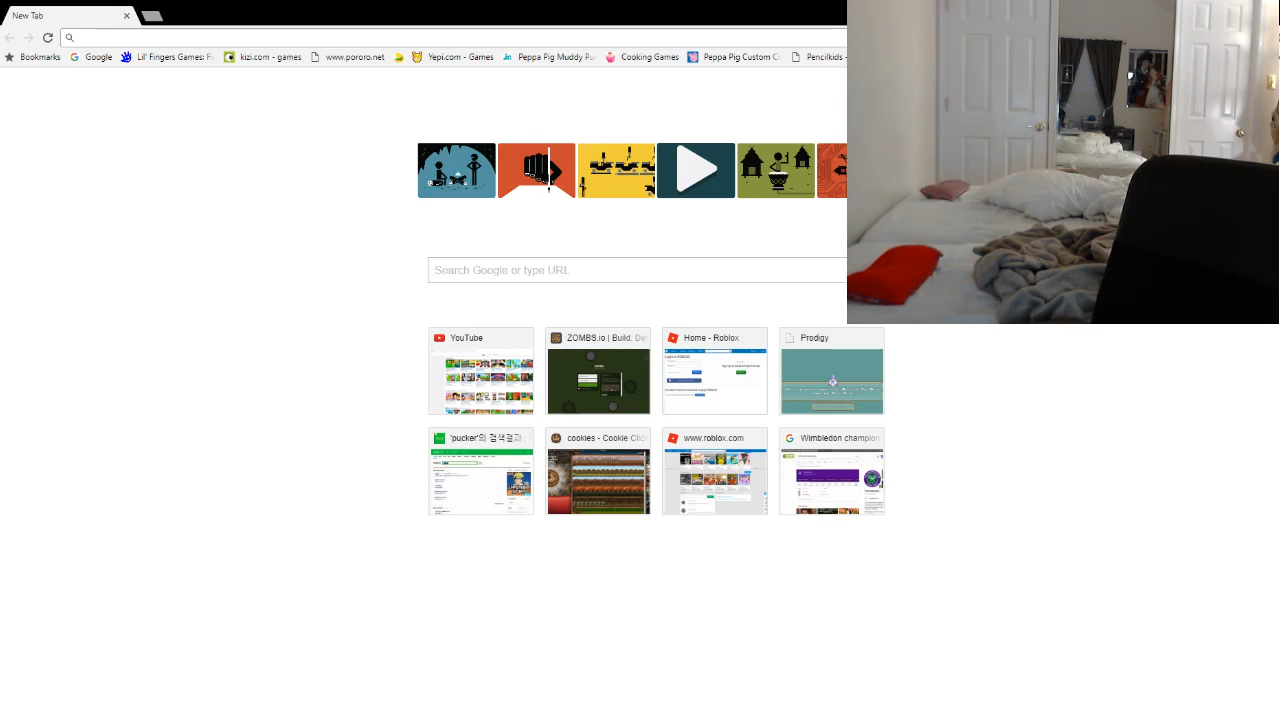 New Tab
Bookmarks
Google
Lil' Fingers Games: F
kizi.com - games
www.pororo.net
Yepi.com - Games
Peppa Pig Muddy Pu
Cooking Games
Peppa Pig Custom C
Pencilkids -
Search Google or type URL
YouTube
ZOMBS.io | Build. De
Home - Roblox
Prodigy
'pucker'의 검색결과 :
cookies - Cookie Click
www.roblox.com
Wimbledon champion